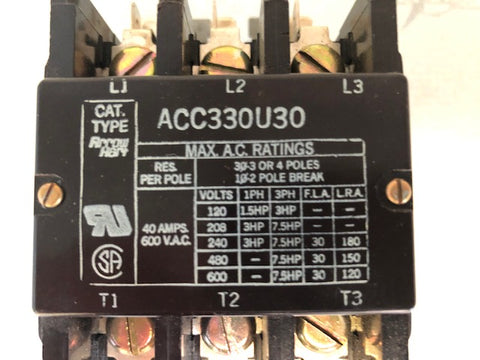 L1 L2 L3
CAT. TYPE ACC330U30
Arrow Hart
MAX. A.C. RATINGS
RES. PER POLE 3Ø-3 OR 4 POLES
1Ø-2 POLE BREAK
40 AMPS. 600 V.A.C.
VOLTS 1PH 3PH F.L.A. L.R.A.
120 1.5HP 3HP — —
208 3HP 7.5HP — —
240 3HP 7.5HP 30 180
480 — 7.5HP 30 150
600 — 7.5HP 30 120
T1 T2 T3